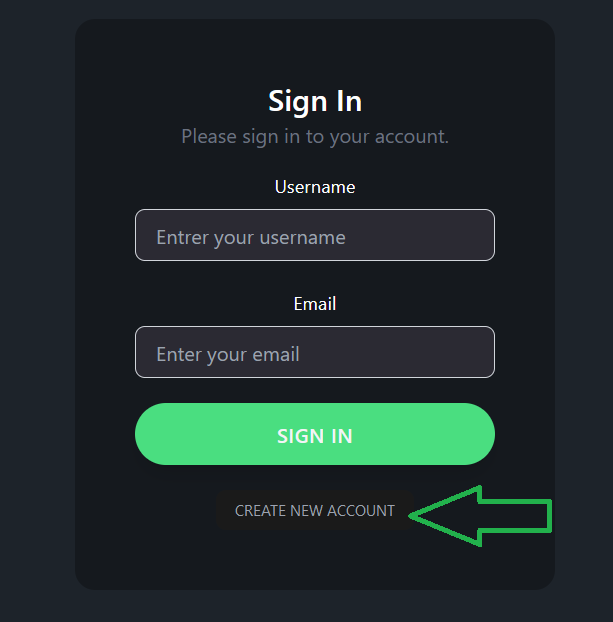 Sign In
Please sign in to your account.
Username
Entrer your username
Email
Enter your email
SIGN IN
CREATE NEW ACCOUNT